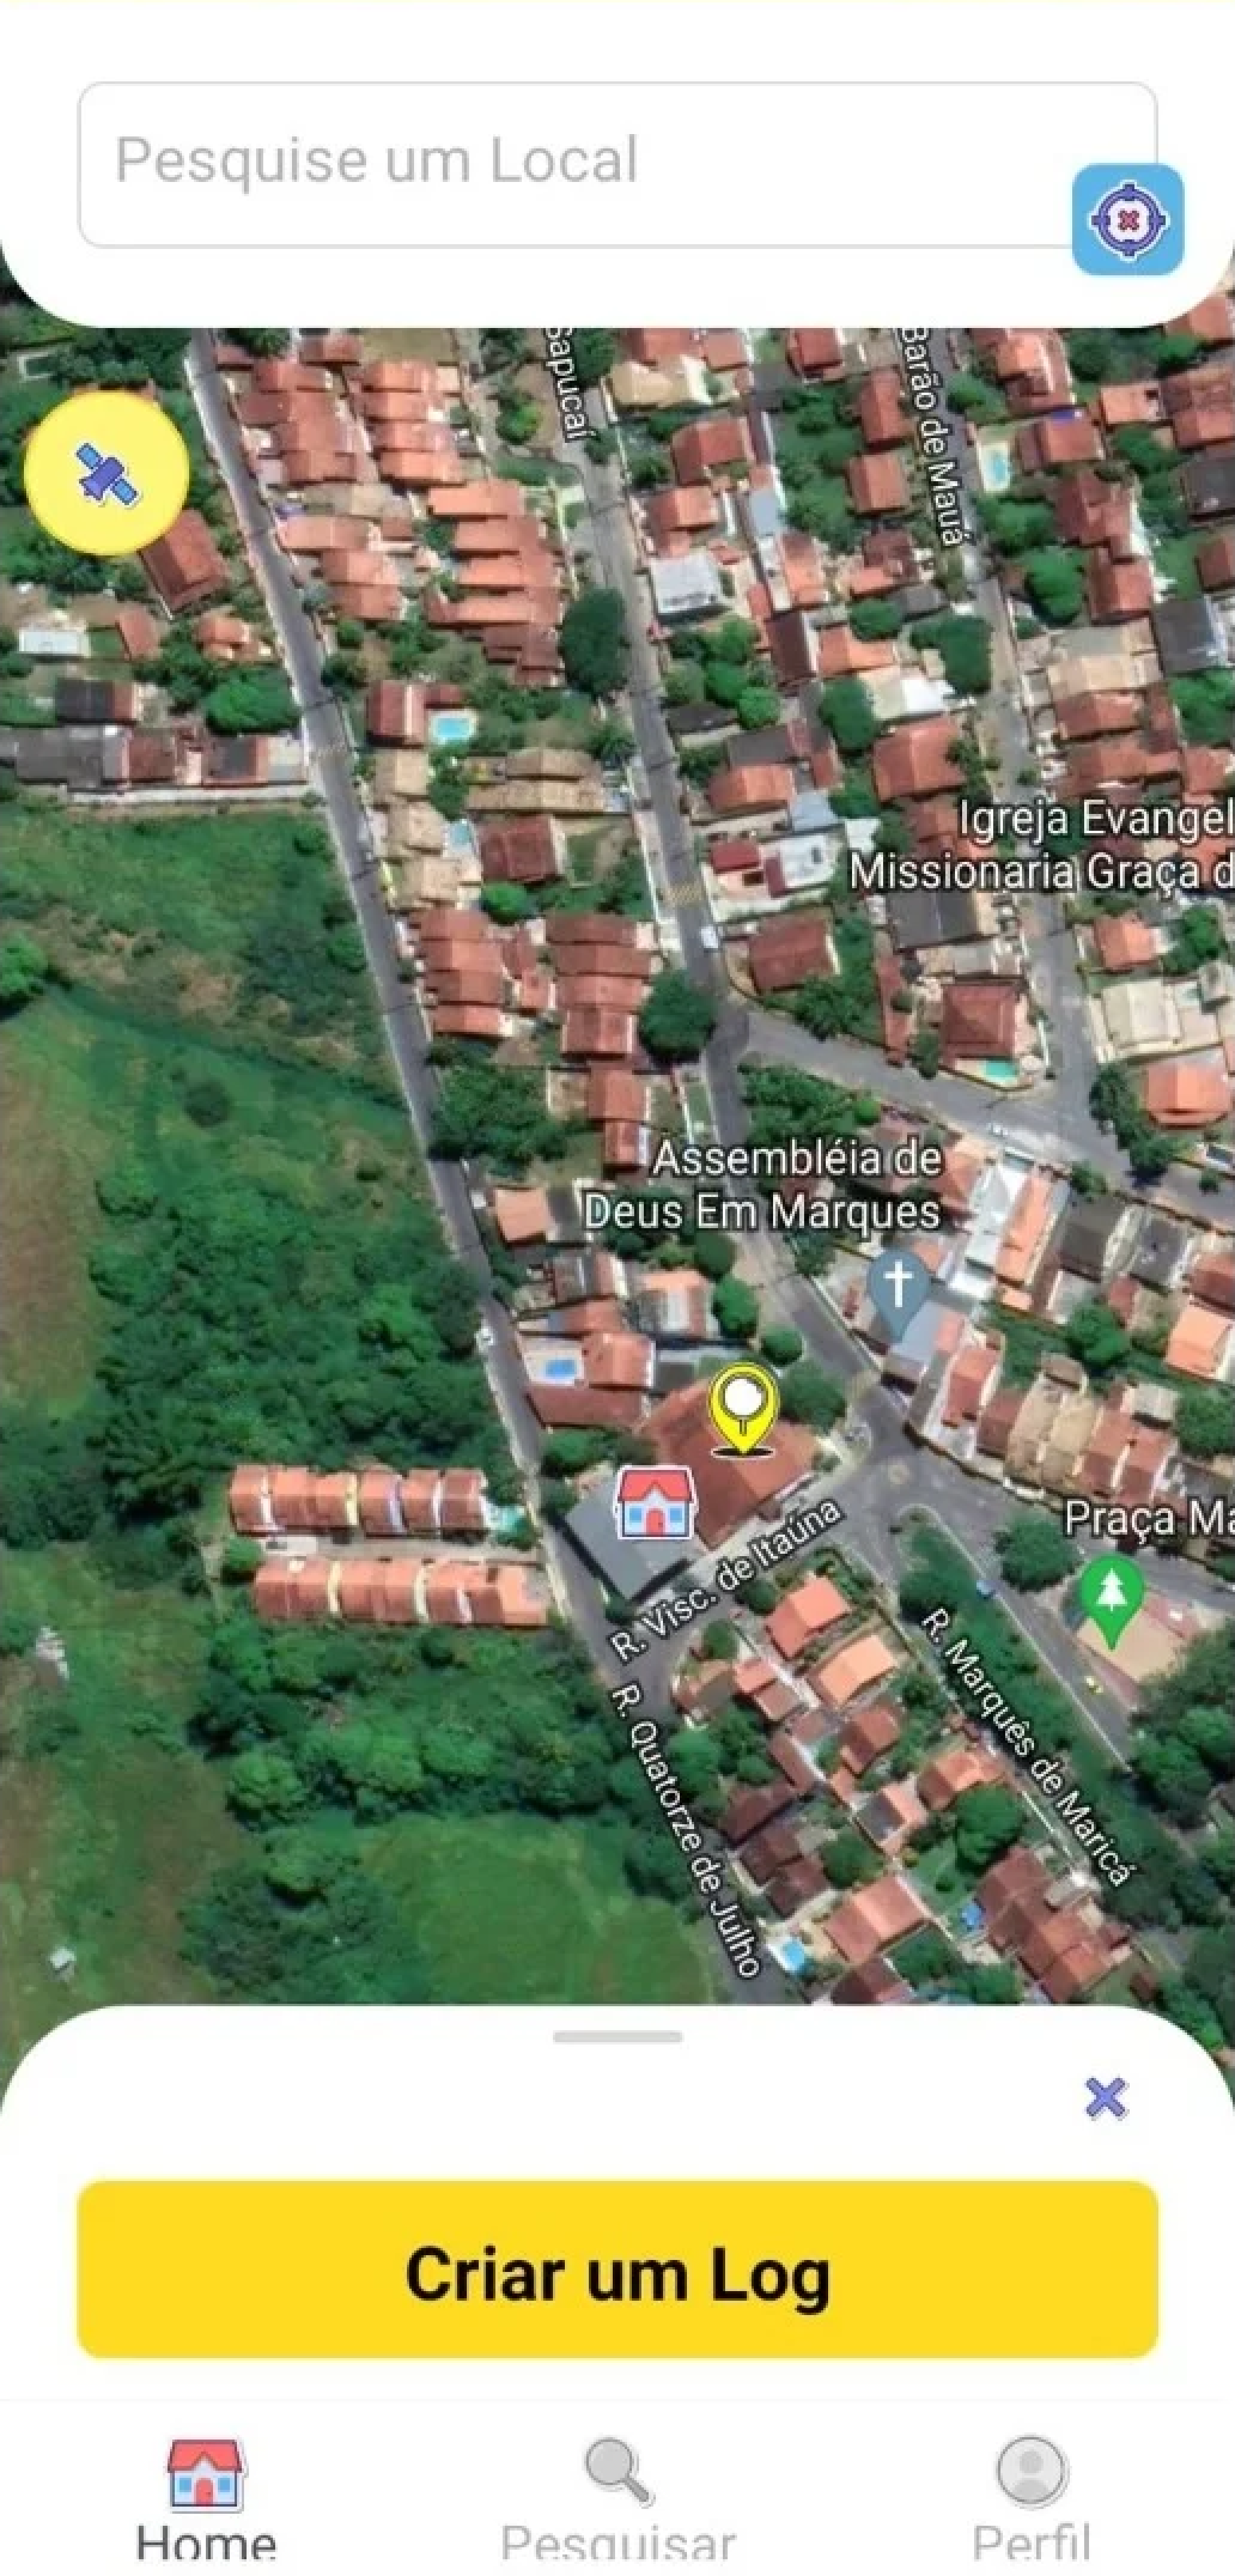 Pesquise um Local
Sapucaí
Barão de Mauá
Igreja Evangel
Missionaria Graça d
Assembléia de
Deus Em Marques
Praça Ma
R. Visc. de Itaúna
R. Marquês de Maricá
R. Quatorze de Julho
Criar um Log
Home
Pesquisar
Perfil